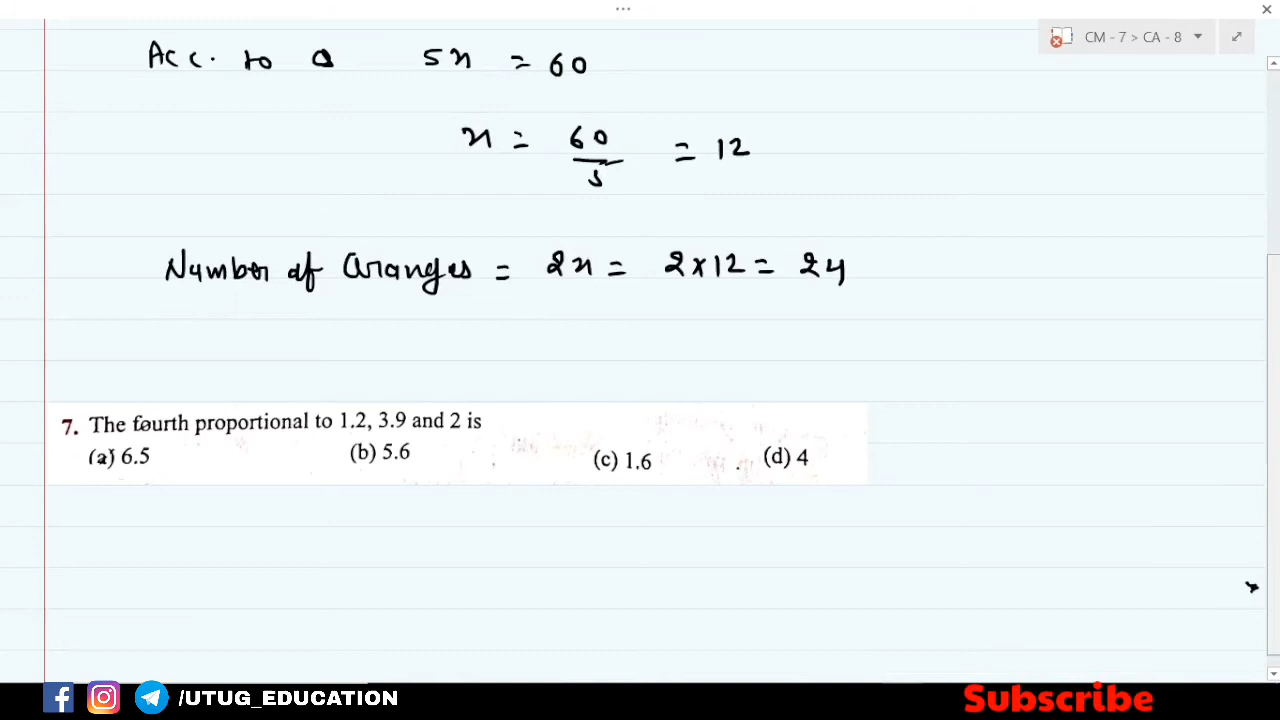 CM - 7 > CA - 8
Acc. to Q 5x = 60
x = 60/5 = 12
Number of Oranges = 2x = 2×12 = 24
7. The fourth proportional to 1.2, 3.9 and 2 is
(a) 6.5 (b) 5.6 (c) 1.6 (d) 4
/UTUG_EDUCATION
Subscribe